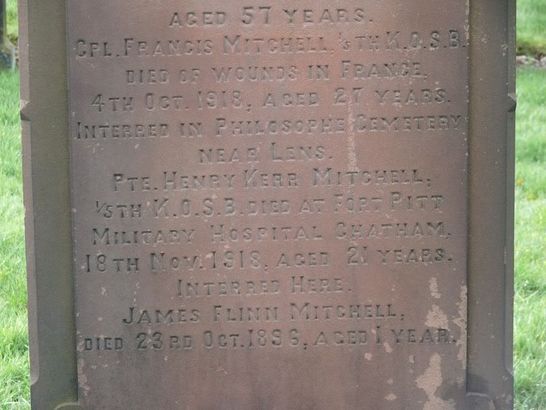 AGED 57 YEARS.
CPL. FRANCIS MITCHELL, 1/5TH K.O.S.B.
DIED OF WOUNDS IN FRANCE,
4TH OCT. 1918, AGED 27 YEARS.
INTERRED IN PHILOSOPHE CEMETERY
NEAR LENS.
PTE. HENRY KERR MITCHELL,
1/5TH K.O.S.B. DIED AT FORT PITT
MILITARY HOSPITAL CHATHAM,
18TH NOV. 1918, AGED 21 YEARS.
INTERRED HERE.
JAMES FLINN MITCHELL,
DIED 23RD OCT. 1896, AGED 1 YEAR.